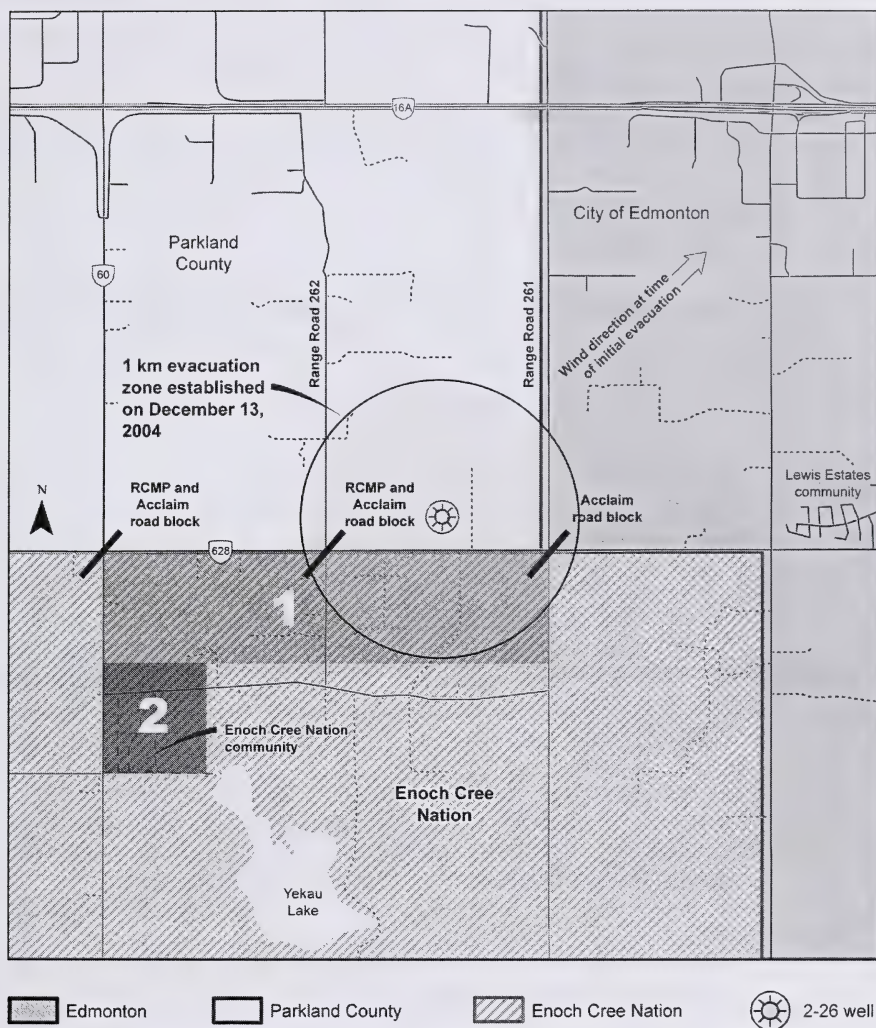 16A
City of Edmonton
Parkland
County
60
Range Road 262
Range Road 261
Wind direction at time
of initial evacuation
1 km evacuation
zone established
on December 13,
2004
Lewis Estates
community
N
RCMP and
Acclaim
road block
RCMP and
Acclaim
road block
Acclaim
road block
628
1
2
Enoch Cree Nation
community
Enoch Cree
Nation
Yekau
Lake
Edmonton
Parkland County
Enoch Cree Nation
2-26 well